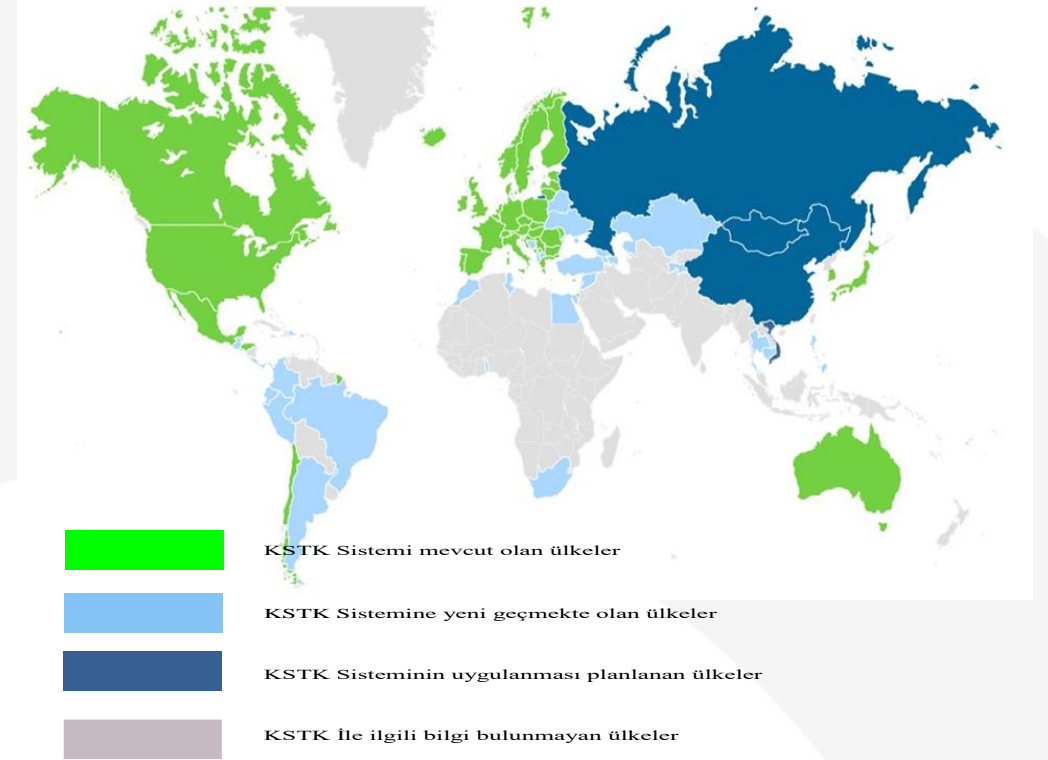 KSTK Sistemi mevcut olan ülkeler
KSTK Sistemine yeni geçmekte olan ülkeler
KSTK Sisteminin uygulanması planlanan ülkeler
KSTK İle ilgili bilgi bulunmayan ülkeler